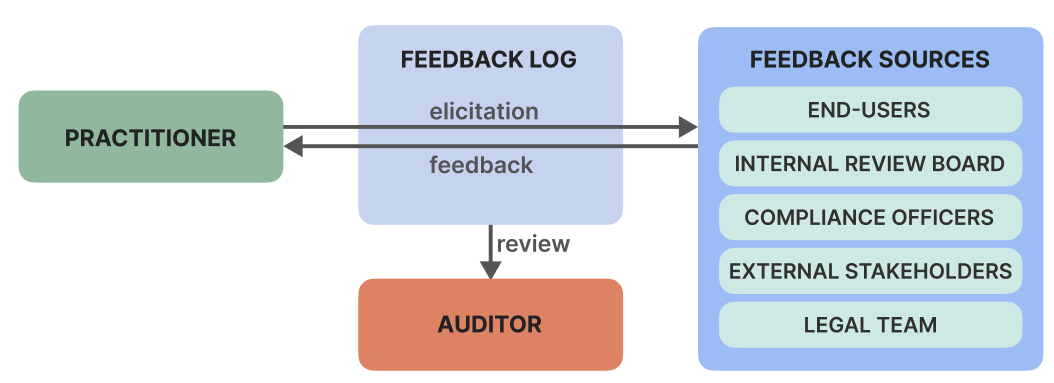 FEEDBACK LOG
FEEDBACK SOURCES
PRACTITIONER
elicitation
feedback
review
AUDITOR
END-USERS
INTERNAL REVIEW BOARD
COMPLIANCE OFFICERS
EXTERNAL STAKEHOLDERS
LEGAL TEAM